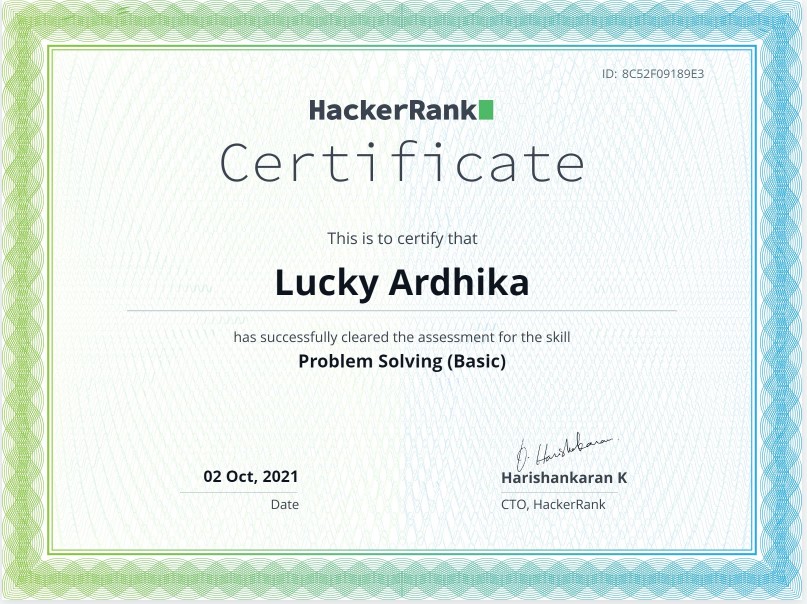 ID: 8C52F09189E3
HackerRank
Certificate
This is to certify that
Lucky Ardhika
has successfully cleared the assessment for the skill
Problem Solving (Basic)
02 Oct, 2021
Date
Harishankaran K
CTO, HackerRank